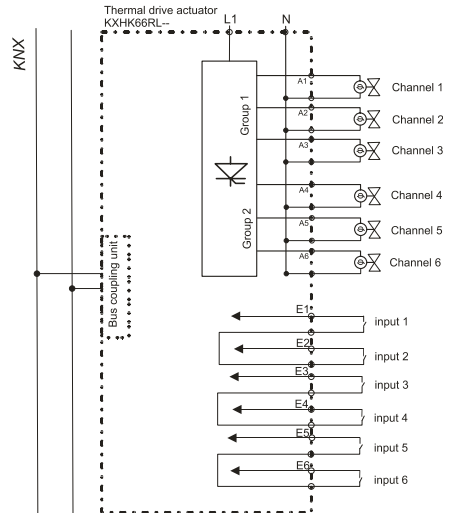 Thermal drive actuator
KXHK66RL--
L1
N
KNX
A1
Channel 1
Group 1
A2
Channel 2
A3
Channel 3
A4
Channel 4
Group 2
A5
Channel 5
A6
Channel 6
Bus coupling unit
E1
input 1
E2
input 2
E3
input 3
E4
input 4
E5
input 5
E6
input 6